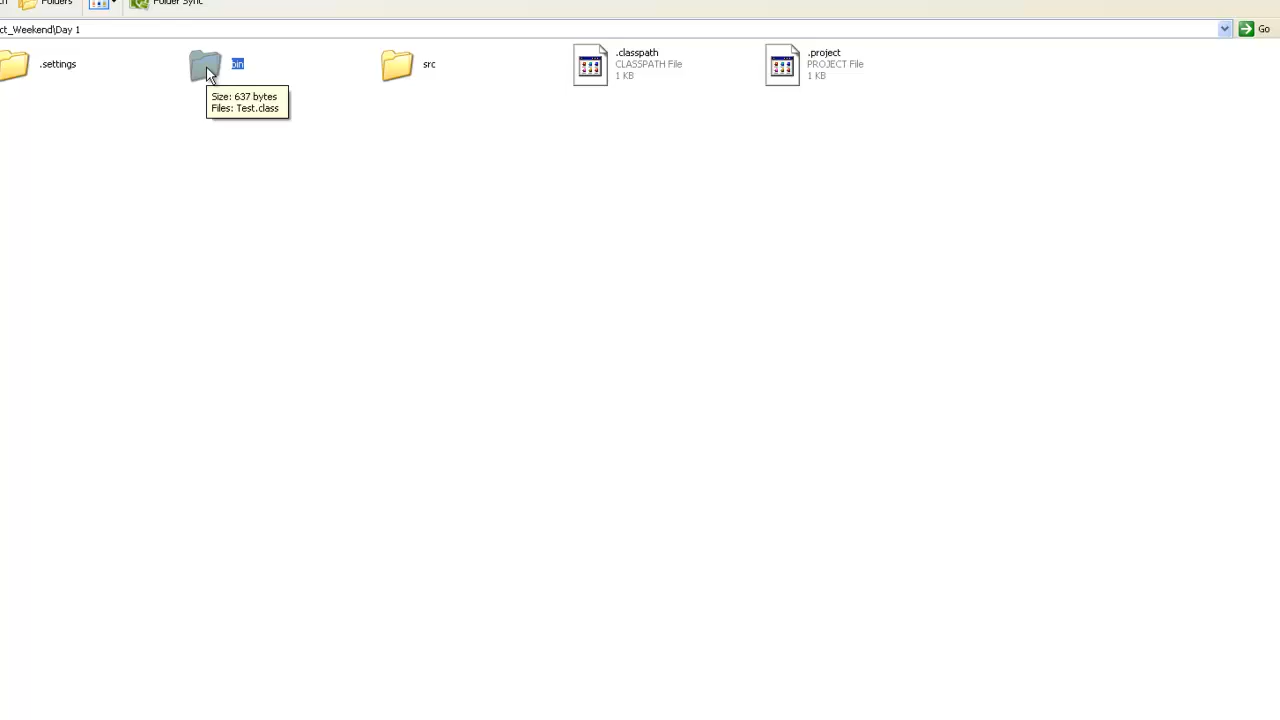 Folders
Folder Sync
ct_Weekend\Day 1
Go
.settings
bin
src
.classpath
CLASSPATH File
1 KB
.project
PROJECT File
1 KB
Size: 637 bytes
Files: Test.class